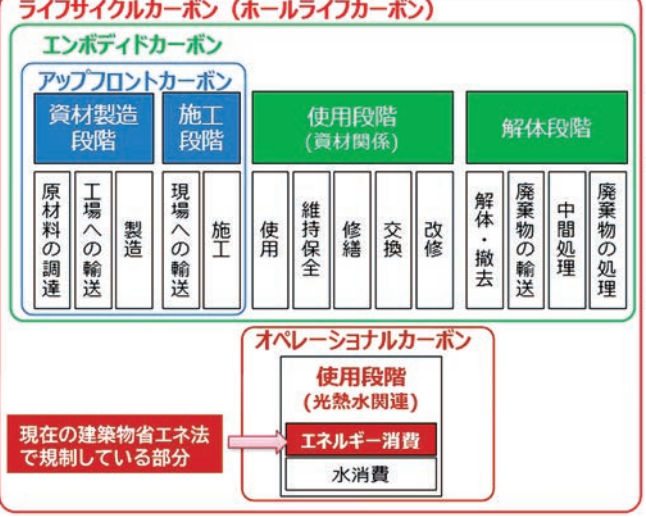 ライフサイクルカーボン（ホールライフカーボン）
エンボディドカーボン
アップフロントカーボン
資材製造
段階
施工
段階
使用段階
(資材関係)
解体段階
原材料の調達
工場への輸送
製造
現場への輸送
施工
使用
維持保全
修繕
交換
改修
解体・撤去
廃棄物の輸送
中間処理
廃棄物の処理
オペレーショナルカーボン
使用段階
(光熱水関連)
現在の建築物省エネ法
で規制している部分
エネルギー消費
水消費